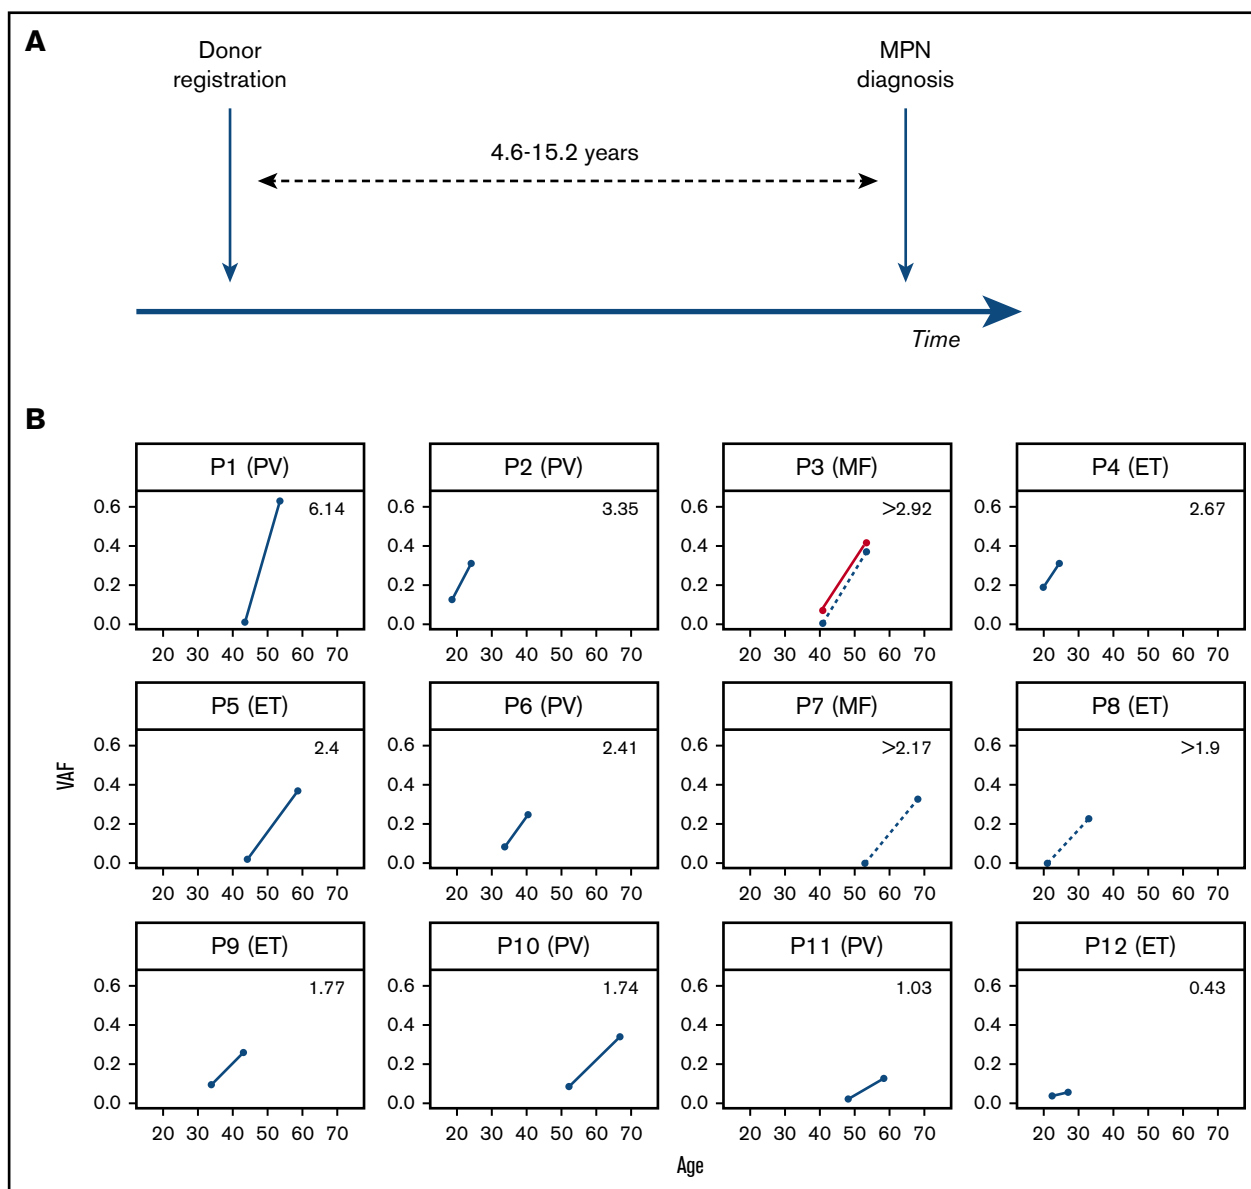 A
Donor
registration
MPN
diagnosis
4.6-15.2 years
Time
B
P1 (PV)
P2 (PV)
P3 (MF)
P4 (ET)
6.14
3.35
>2.92
2.67
0.6
0.4
0.2
0.0
0.6
0.4
0.2
0.0
0.6
0.4
0.2
0.0
0.6
0.4
0.2
0.0
20 30 40 50 60 70
20 30 40 50 60 70
20 30 40 50 60 70
20 30 40 50 60 70
P5 (ET)
P6 (PV)
P7 (MF)
P8 (ET)
2.4
2.41
>2.17
>1.9
VAF
0.6
0.4
0.2
0.0
0.6
0.4
0.2
0.0
0.6
0.4
0.2
0.0
0.6
0.4
0.2
0.0
20 30 40 50 60 70
20 30 40 50 60 70
20 30 40 50 60 70
20 30 40 50 60 70
P9 (ET)
P10 (PV)
P11 (PV)
P12 (ET)
1.77
1.74
1.03
0.43
0.6
0.4
0.2
0.0
0.6
0.4
0.2
0.0
0.6
0.4
0.2
0.0
0.6
0.4
0.2
0.0
20 30 40 50 60 70
20 30 40 50 60 70
20 30 40 50 60 70
20 30 40 50 60 70
Age